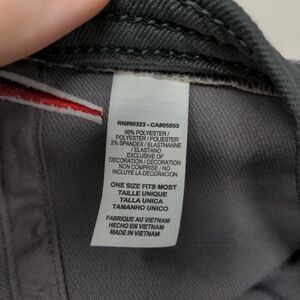 RN#56323 - CA#05553
98% POLYESTER /
POLYESTER / POLIESTER
2% SPANDEX / ELASTHANNE
/ ELASTANO
EXCLUSIVE OF
DECORATION / DECORATION
NON COMPRISE / NO
INCLUYE LA DECORACION
ONE SIZE FITS MOST
TAILLE UNIQUE
TALLA UNICA
TAMANHO UNICO
FABRIQUE AU VIETNAM
HECHO EN VIETNAM
MADE IN VIETNAM